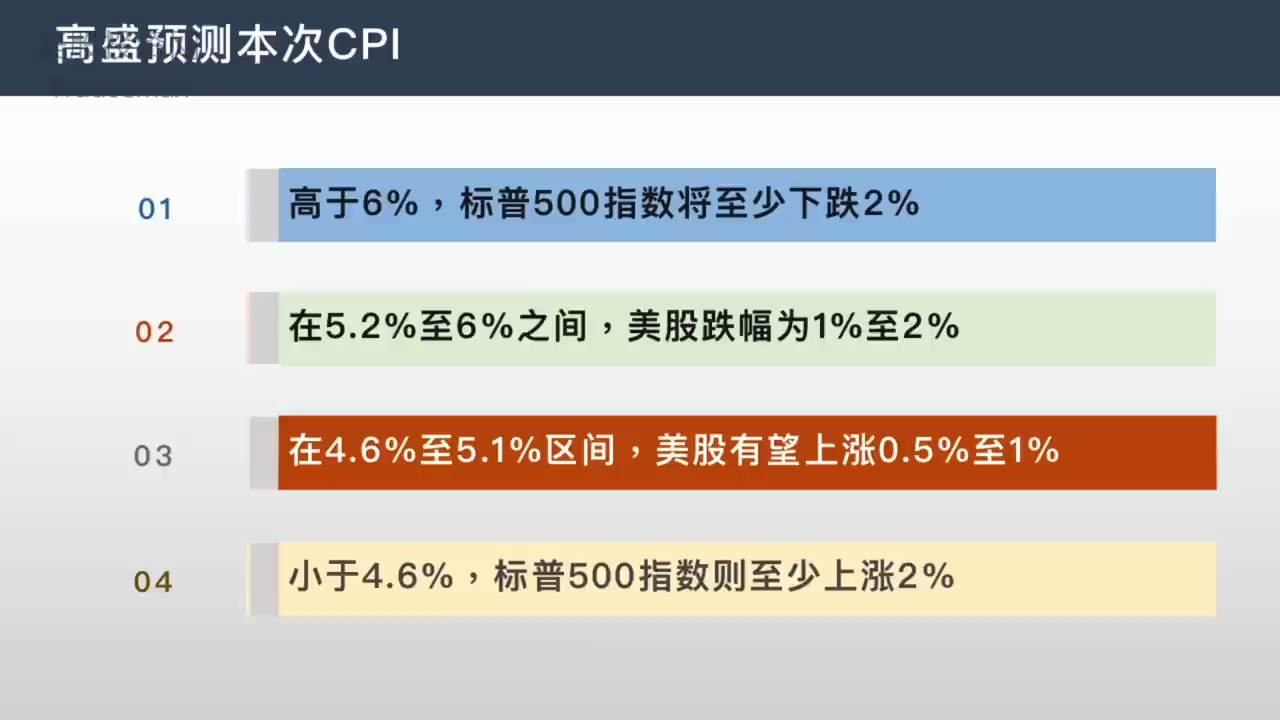 高盛预测本次CPI
01
高于6%，标普500指数将至少下跌2%
02
在5.2%至6%之间，美股跌幅为1%至2%
03
在4.6%至5.1%区间，美股有望上涨0.5%至1%
04
小于4.6%，标普500指数则至少上涨2%